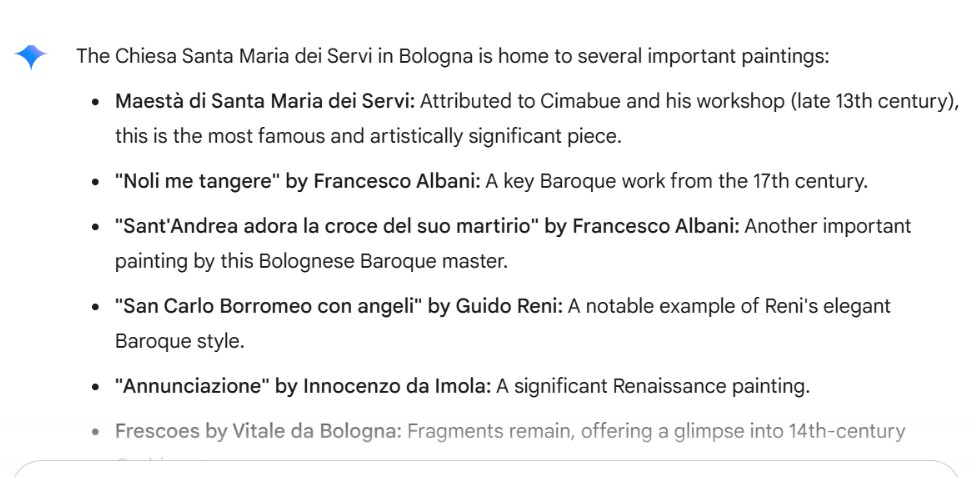 The Chiesa Santa Maria dei Servi in Bologna is home to several important paintings:
• Maestà di Santa Maria dei Servi: Attributed to Cimabue and his workshop (late 13th century),
this is the most famous and artistically significant piece.
• "Noli me tangere" by Francesco Albani: A key Baroque work from the 17th century.
• "Sant'Andrea adora la croce del suo martirio" by Francesco Albani: Another important
painting by this Bolognese Baroque master.
• "San Carlo Borromeo con angeli" by Guido Reni: A notable example of Reni's elegant
Baroque style.
• "Annunciazione" by Innocenzo da Imola: A significant Renaissance painting.
• Frescoes by Vitale da Bologna: Fragments remain, offering a glimpse into 14th-century